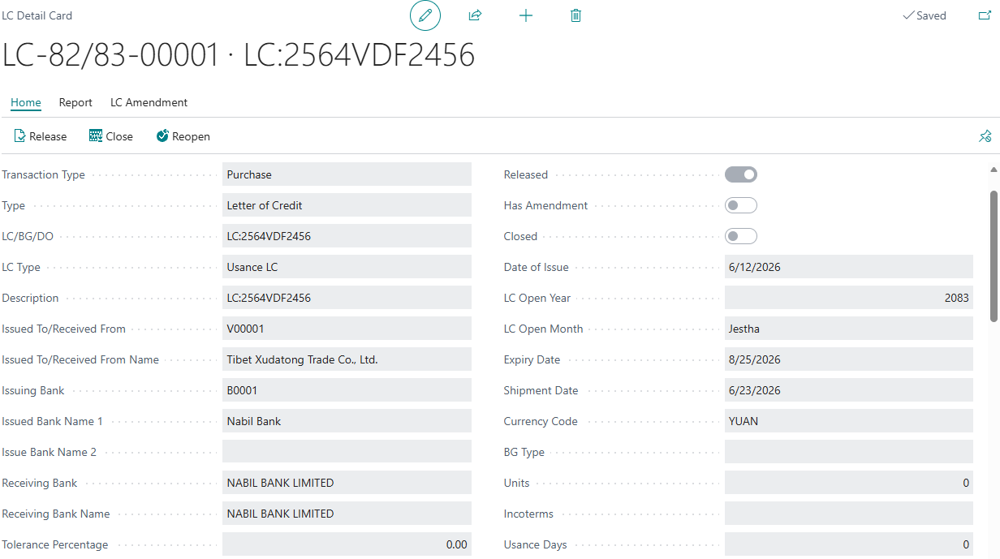 LC Detail Card
Saved
LC-82/83-00001 · LC:2564VDF2456
Home Report LC Amendment
Release Close Reopen
Transaction Type Purchase
Type Letter of Credit
LC/BG/DO LC:2564VDF2456
LC Type Usance LC
Description LC:2564VDF2456
Issued To/Received From V00001
Issued To/Received From Name Tibet Xudatong Trade Co., Ltd.
Issuing Bank B0001
Issued Bank Name 1 Nabil Bank
Issue Bank Name 2
Receiving Bank NABIL BANK LIMITED
Receiving Bank Name NABIL BANK LIMITED
Tolerance Percentage 0.00
Released
Has Amendment
Closed
Date of Issue 6/12/2026
LC Open Year 2083
LC Open Month Jestha
Expiry Date 8/25/2026
Shipment Date 6/23/2026
Currency Code YUAN
BG Type
Units 0
Incoterms
Usance Days 0